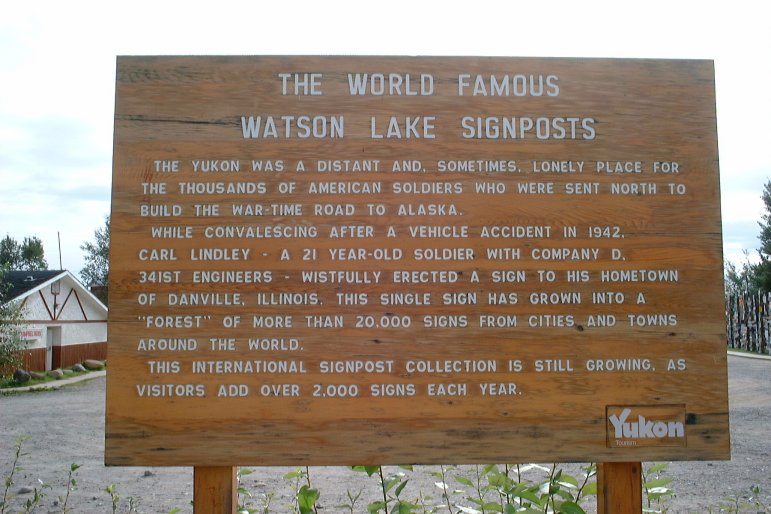 THE WORLD FAMOUS
WATSON LAKE SIGNPOSTS
THE YUKON WAS A DISTANT AND, SOMETIMES, LONELY PLACE FOR
THE THOUSANDS OF AMERICAN SOLDIERS WHO WERE SENT NORTH TO
BUILD THE WAR-TIME ROAD TO ALASKA.
WHILE CONVALESCING AFTER A VEHICLE ACCIDENT IN 1942,
CARL LINDLEY - A 21 YEAR-OLD SOLDIER WITH COMPANY D,
341ST ENGINEERS - WISTFULLY ERECTED A SIGN TO HIS HOMETOWN
OF DANVILLE, ILLINOIS. THIS SINGLE SIGN HAS GROWN INTO A
"FOREST" OF MORE THAN 20,000 SIGNS FROM CITIES AND TOWNS
AROUND THE WORLD.
THIS INTERNATIONAL SIGNPOST COLLECTION IS STILL GROWING, AS
VISITORS ADD OVER 2,000 SIGNS EACH YEAR.
Yukon
Tourism